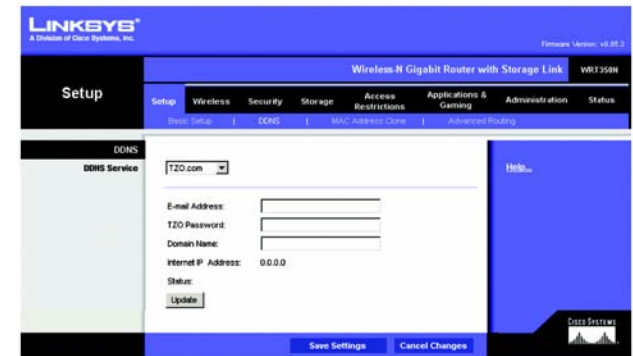 LINKSYS®
A Division of Cisco Systems, Inc.
Firmware Version: v0.85.3
Wireless-N Gigabit Router with Storage Link WRT350N
Setup
Setup Wireless Security Storage Access Restrictions Applications & Gaming Administration Status
Basic Setup | DDNS | MAC Address Clone | Advanced Routing
DDNS
DDNS Service
TZO.com
Help...
E-mail Address:
TZO Password:
Domain Name:
Internet IP Address: 0.0.0.0
Status:
Update
Save Settings Cancel Changes
CISCO SYSTEMS